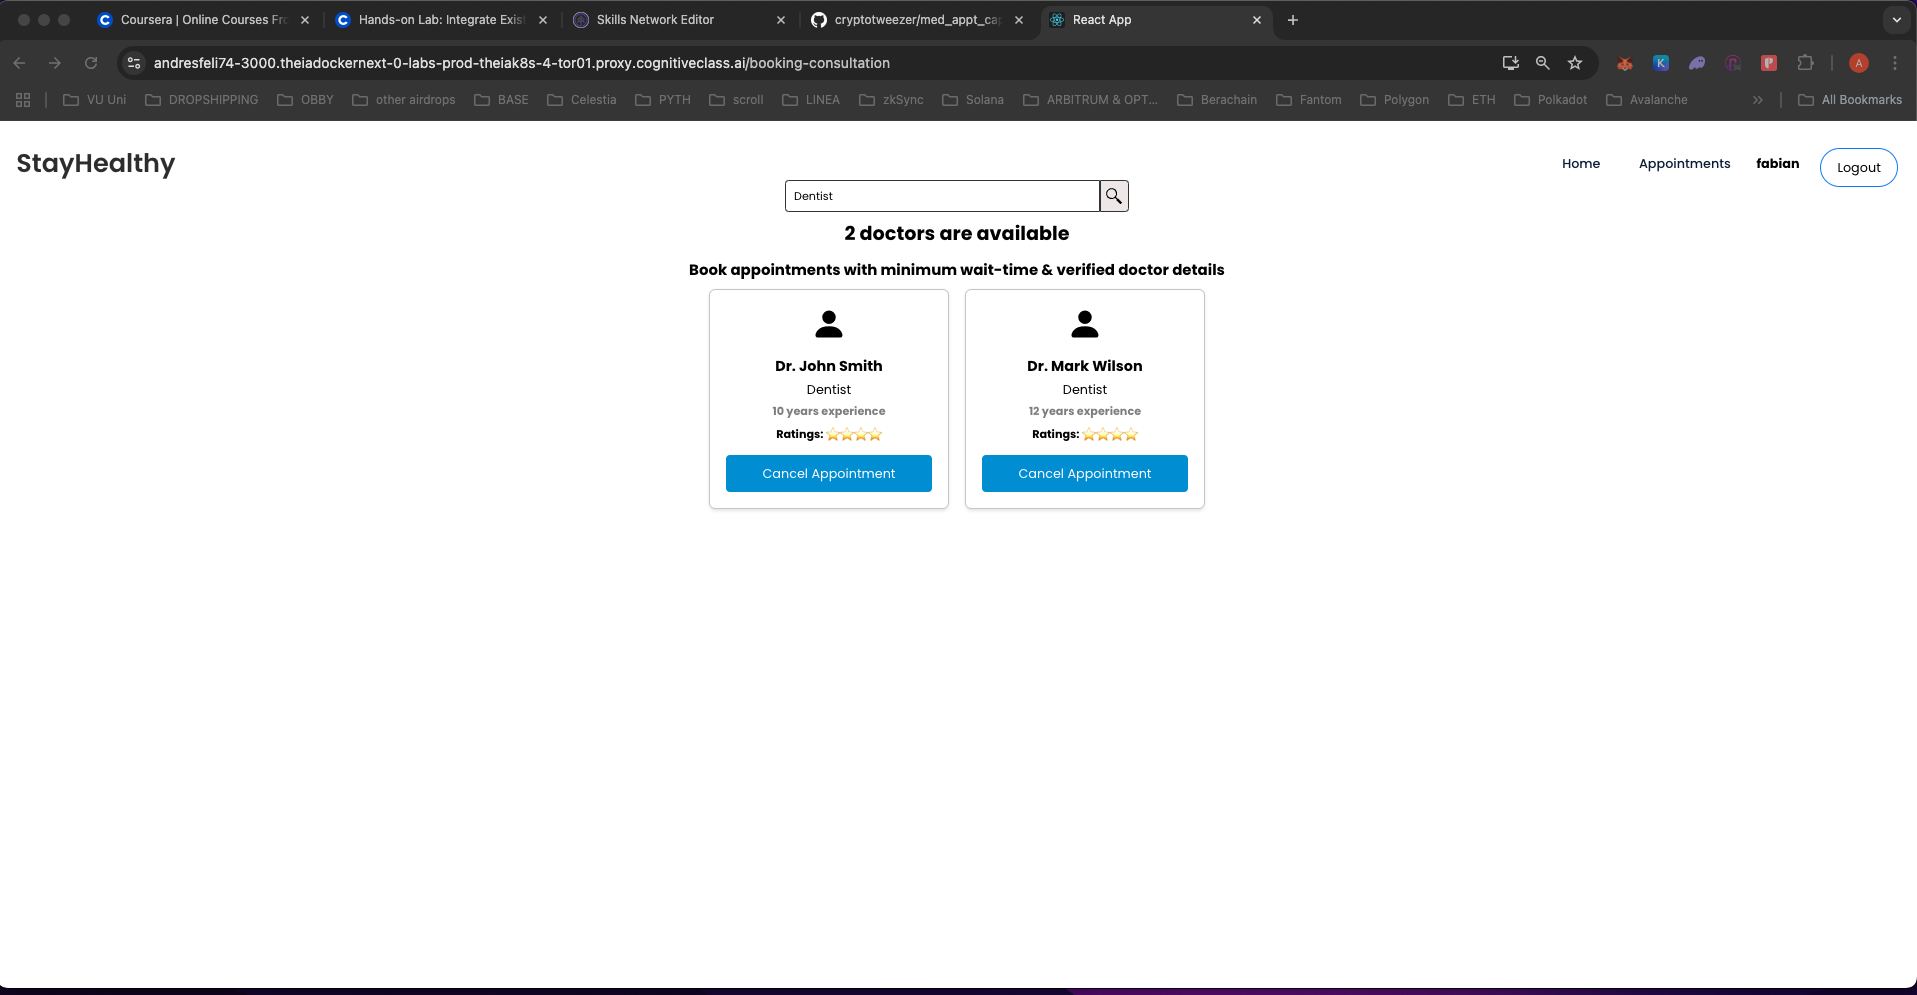 Coursera | Online Courses Fro
Hands-on Lab: Integrate Exis
Skills Network Editor
cryptotweezer/med_appt_cap
React App
andresfeli74-3000.theiadockernext-0-labs-prod-theiak8s-4-tor01.proxy.cognitiveclass.ai/booking-consultation
K
A
VU Uni
DROPSHIPPING
OBBY
other airdrops
BASE
Celestia
PYTH
scroll
LINEA
zkSync
Solana
ARBITRUM & OPT...
Berachain
Fantom
Polygon
ETH
Polkadot
Avalanche
All Bookmarks
StayHealthy
Home
Appointments
fabian
Logout
Dentist
2 doctors are available
Book appointments with minimum wait-time & verified doctor details
Dr. John Smith
Dentist
10 years experience
Ratings: ⭐⭐⭐⭐
Cancel Appointment
Dr. Mark Wilson
Dentist
12 years experience
Ratings: ⭐⭐⭐⭐
Cancel Appointment